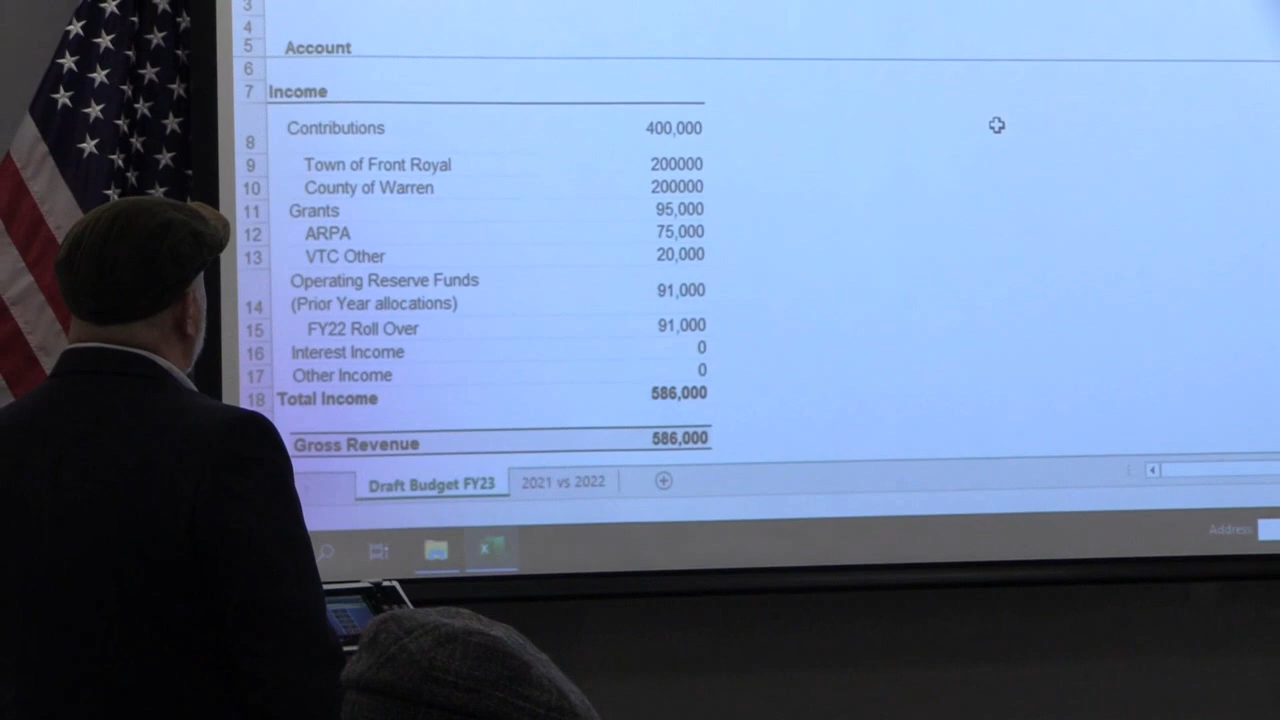 3
4
5 Account
6
7 Income
8 Contributions 400,000
9 Town of Front Royal 200000
10 County of Warren 200000
11 Grants 95,000
12 ARPA 75,000
13 VTC Other 20,000
Operating Reserve Funds
14 (Prior Year allocations) 91,000
15 FY22 Roll Over 91,000
16 Interest Income 0
17 Other Income 0
18 Total Income 586,000
Gross Revenue 586,000
Draft Budget FY23 2021 vs 2022
Address